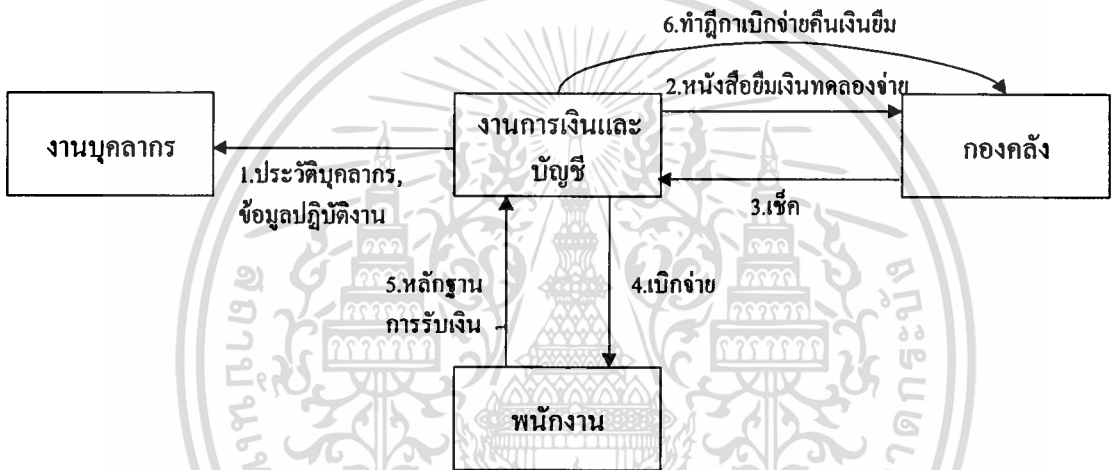 6.ทำฎีกาเบิกจ่ายคืนเงินยืม
2.หนังสือยืมเงินทดลองจ่าย
งานบุคลากร
งานการเงินและ
บัญชี
กองคลัง
1.ประวัติบุคลากร,
ข้อมูลปฏิบัติงาน
3.เช็ค
5.หลักฐาน
การรับเงิน
4.เบิกจ่าย
พนักงาน